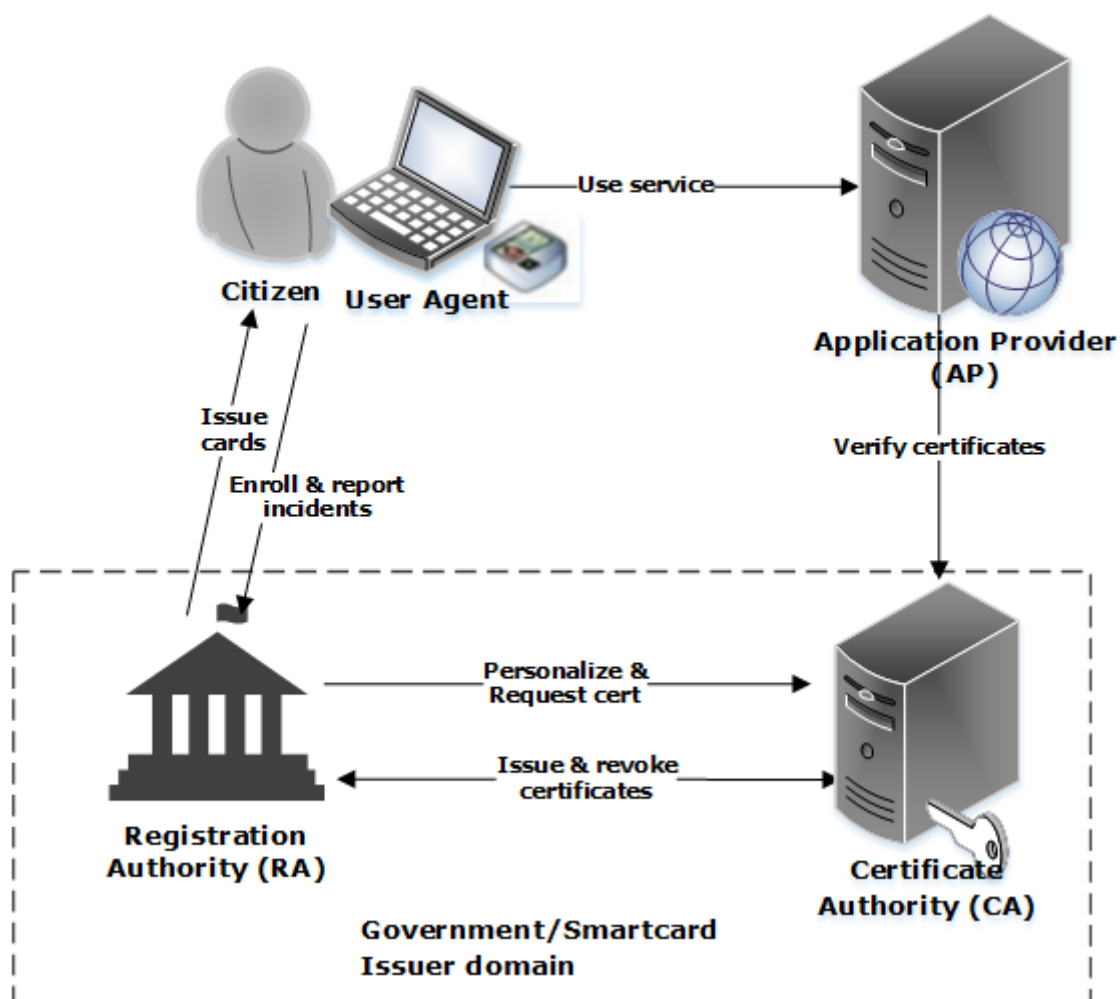 Use service
Citizen
User Agent
Application Provider
(AP)
Issue
cards
Enroll & report
incidents
Verify certificates
Personalize &
Request cert
Issue & revoke
certificates
Registration
Authority (RA)
Certificate
Authority (CA)
Government/Smartcard
Issuer domain